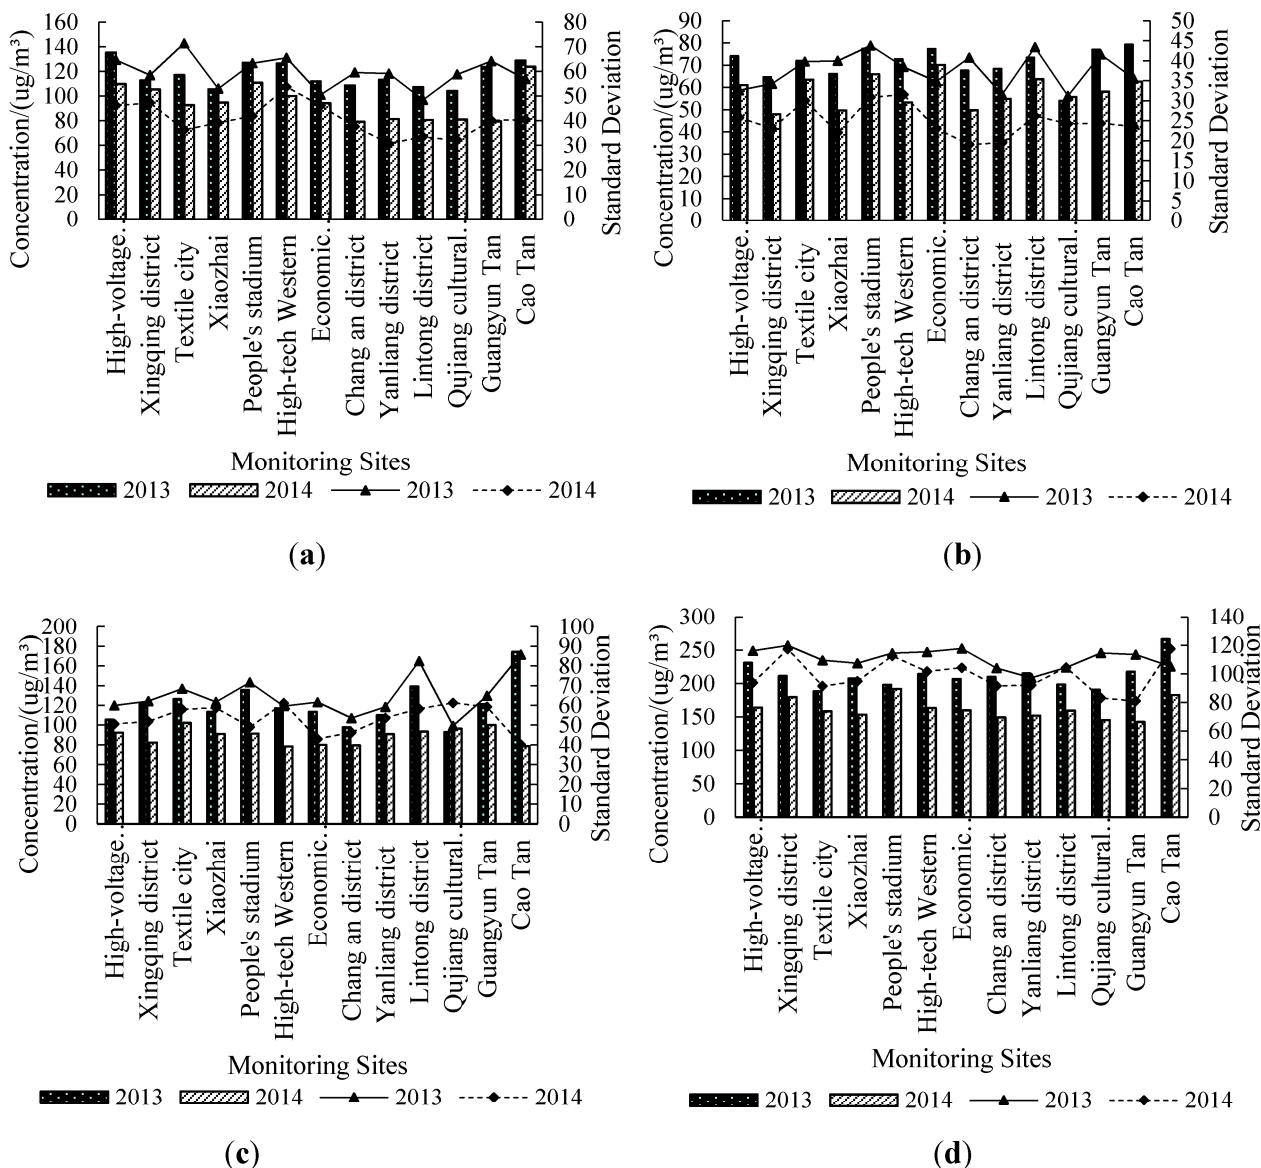 160
140
120
100
80
60
40
20
0
Concentration/(ug/m³)
80
70
60
50
40
30
20
10
0
Standard Deviation
High-voltage.
Xingqing district
Textile city
Xiaozhai
People's stadium
High-tech Western
Economic.
Chang an district
Yanliang district
Lintong district
Qujiang cultural.
Guangyun Tan
Cao Tan
Monitoring Sites
2013 2014 2013 2014
(a)
90
80
70
60
50
40
30
20
10
0
Concentration/(ug/m³)
50
45
40
35
30
25
20
15
10
5
0
Standard Deviation
High-voltage.
Xingqing district
Textile city
Xiaozhai
People's stadium
High-tech Western
Economic.
Chang an district
Yanliang district
Lintong district
Qujiang cultural.
Guangyun Tan
Cao Tan
Monitoring Sites
2013 2014 2013 2014
(b)
200
180
160
140
120
100
80
60
40
20
0
Concentration/(ug/m³)
100
90
80
70
60
50
40
30
20
10
0
Standard Deviation
High-voltage.
Xingqing district
Textile city
Xiaozhai
People's stadium
High-tech Western
Economic.
Chang an district
Yanliang district
Lintong district
Qujiang cultural.
Guangyun Tan
Cao Tan
Monitoring Sites
2013 2014 2013 2014
(c)
300
250
200
150
100
50
0
Concentration/(ug/m³)
140
120
100
80
60
40
20
0
Standard Deviation
High-voltage.
Xingqing district
Textile city
Xiaozhai
People's stadium
High-tech Western
Economic.
Chang an district
Yanliang district
Lintong district
Qujiang cultural.
Guangyun Tan
Cao Tan
Monitoring Sites
2013 2014 2013 2014
(d)